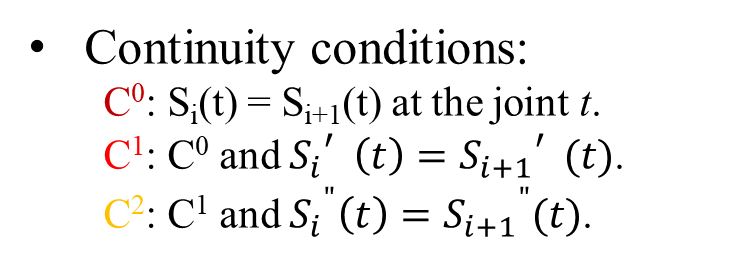 • Continuity conditions:
C⁰: Sᵢ(t) = Sᵢ₊₁(t) at the joint t.
C¹: C⁰ and Sᵢ′ (t) = Sᵢ₊₁′ (t).
C²: C¹ and Sᵢ"(t) = Sᵢ₊₁"(t).